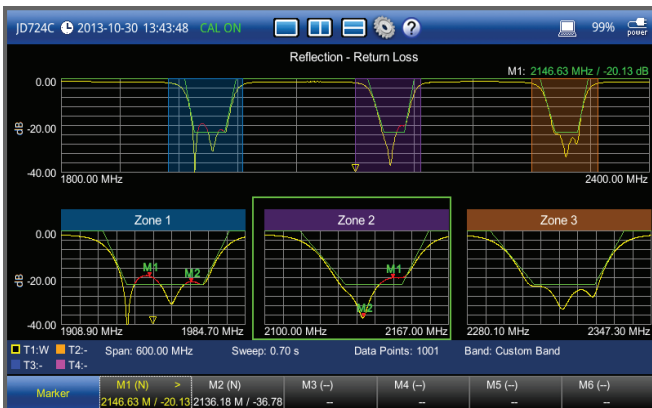 JD724C 2013-10-30 13:43:48 CAL ON ? 99% power
Reflection - Return Loss
M1: 2146.63 MHz / -20.13 dB
0.00
dB -20.00
-40.00
1800.00 MHz 2400.00 MHz
Zone 1 Zone 2 Zone 3
0.00
M1 M2 M1
dB -20.00
M2
-40.00
1908.90 MHz 1984.70 MHz 2100.00 MHz 2167.00 MHz 2280.10 MHz 2347.30 MHz
T1:W T2:- Span: 600.00 MHz Sweep: 0.70 s Data Points: 1001 Band: Custom Band
T3:- T4:-
Marker M1 (N) > M2 (N) M3 (--) M4 (--) M5 (--) M6 (--)
2146.63 M / -20.13 2136.18 M / -36.78 -- -- -- --